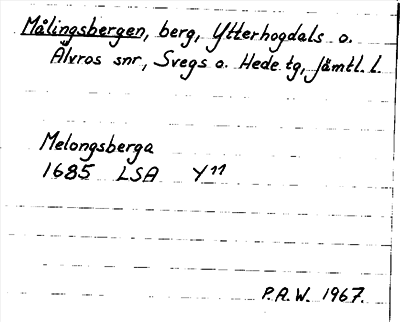 Målingsbergen, berg, Ytterhogdals o.
Älvros snr, Svegs o. Hede tg, Jämtl. l.
Melongsberga
1685 LSA Y11
P.A.W. 1967.